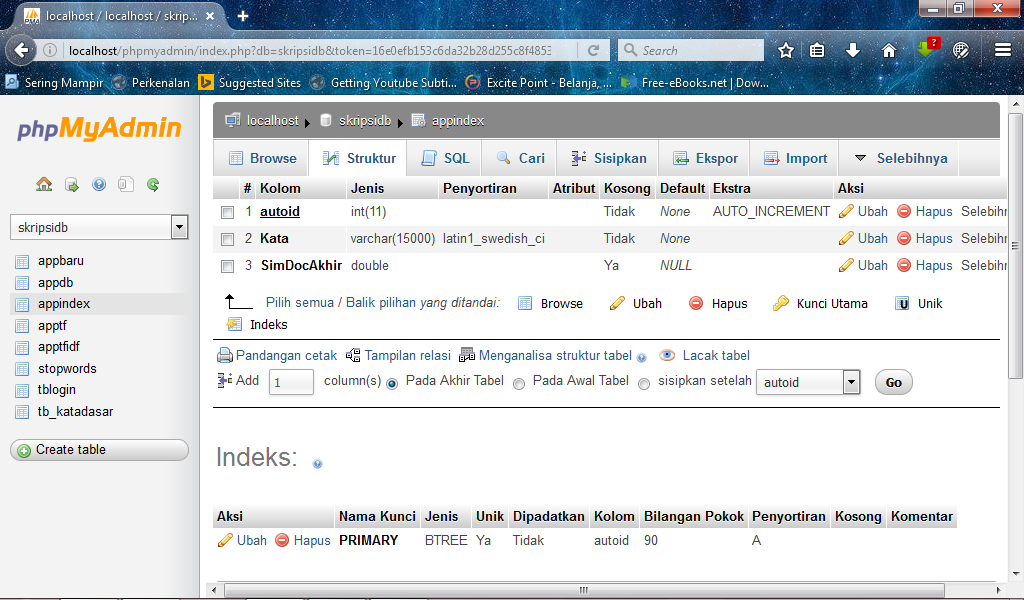 localhost / localhost / skrip...
localhost/phpmyadmin/index.php?db=skripsidb&token=16e0efb153c6da32b28d255c8f4853
Search
?
Sering Mampir
Perkenalan
Suggested Sites
Getting Youtube Subti...
Excite Point - Belanja, ...
Free-eBooks.net | Dow...
phpMyAdmin
skripsidb
appbaru
appdb
appindex
apptf
apptfidf
stopwords
tblogin
tb_katadasar
Create table
localhost skripsidb appindex
Browse Struktur SQL Cari Sisipkan Ekspor Import Selebihnya
# Kolom Jenis Penyortiran Atribut Kosong Default Ekstra Aksi
1 autoid int(11) Tidak None AUTO_INCREMENT Ubah Hapus Selebihn
2 Kata varchar(15000) latin1_swedish_ci Tidak None Ubah Hapus Selebihn
3 SimDocAkhir double Ya NULL Ubah Hapus Selebihn
Pilih semua / Balik pilihan yang ditandai: Browse Ubah Hapus Kunci Utama Unik
Indeks
Pandangan cetak Tampilan relasi Menganalisa struktur tabel Lacak tabel
Add 1 column(s) Pada Akhir Tabel Pada Awal Tabel sisipkan setelah autoid Go
Indeks:
Aksi Nama Kunci Jenis Unik Dipadatkan Kolom Bilangan Pokok Penyortiran Kosong Komentar
Ubah Hapus PRIMARY BTREE Ya Tidak autoid 90 A